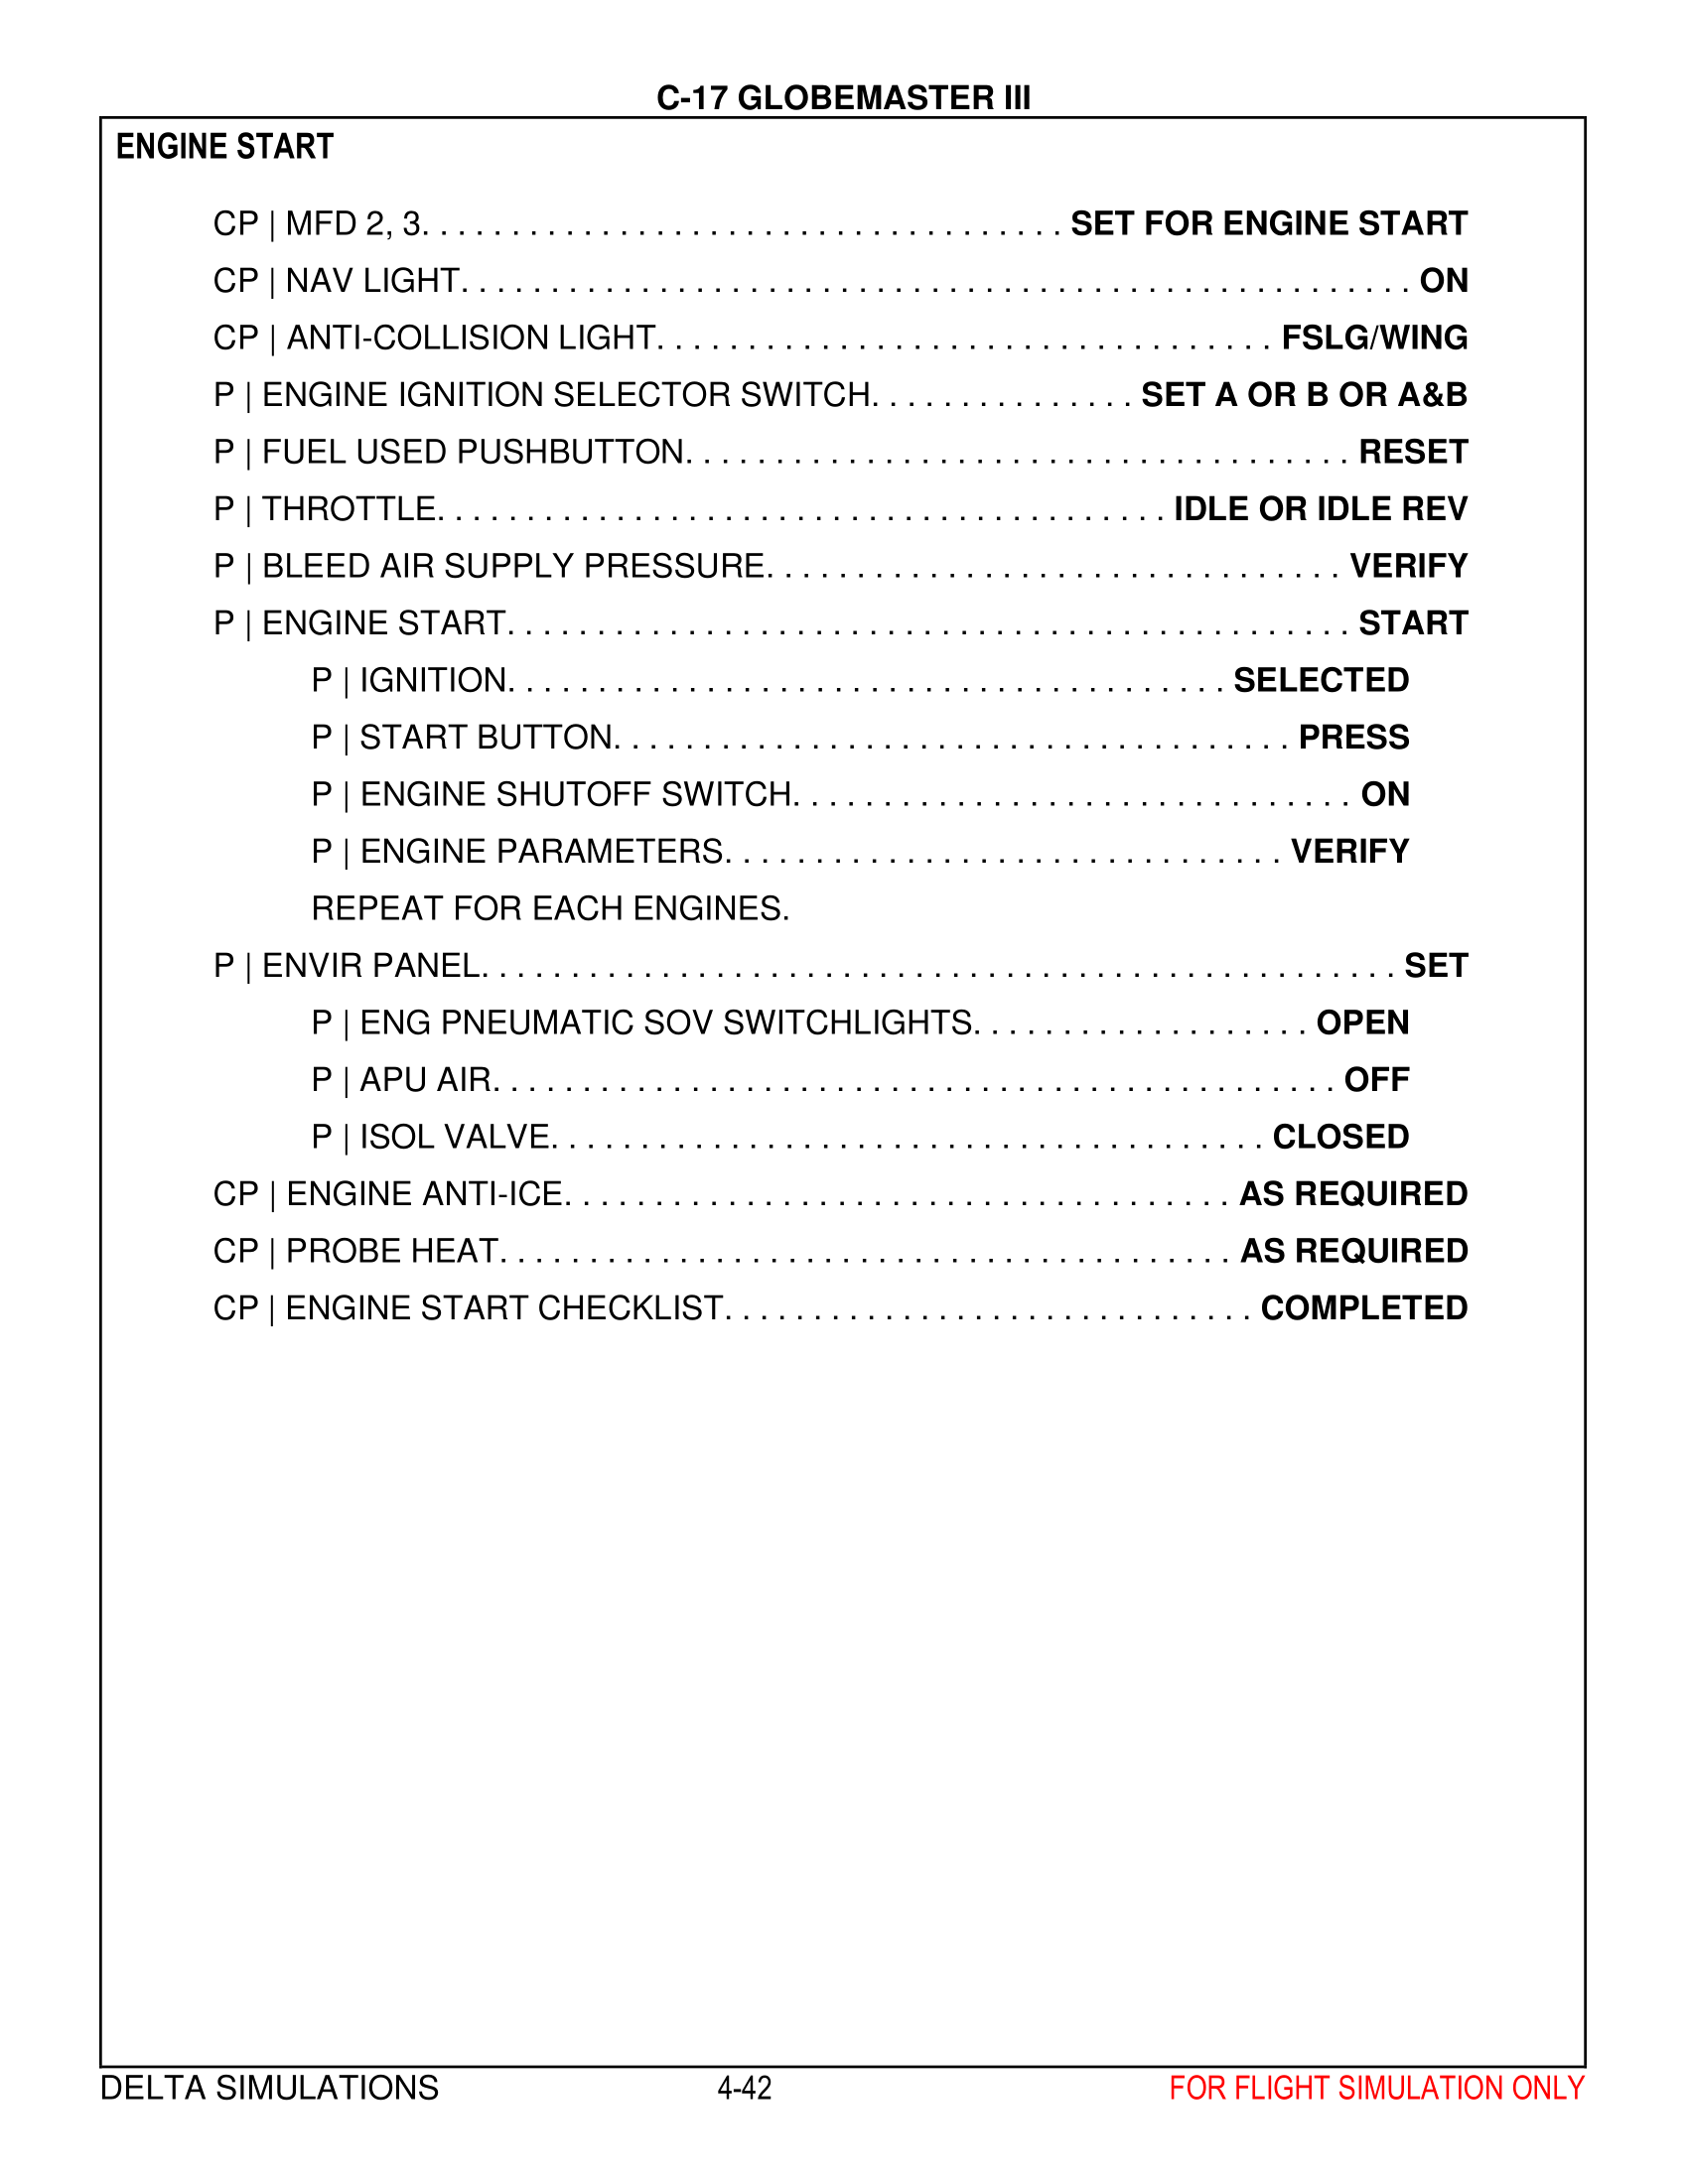 C-17 GLOBEMASTER III
ENGINE START
CP | MFD 2, 3. . . . . . . . . . . . . . . . . . . . . . . . . . . . . . . . . . . . SET FOR ENGINE START
CP | NAV LIGHT. . . . . . . . . . . . . . . . . . . . . . . . . . . . . . . . . . . . . . . . . . . . . . . . . . . . . ON
CP | ANTI-COLLISION LIGHT. . . . . . . . . . . . . . . . . . . . . . . . . . . . . . . . . . . FSLG/WING
P | ENGINE IGNITION SELECTOR SWITCH. . . . . . . . . . . . . . . SET A OR B OR A&B
P | FUEL USED PUSHBUTTON. . . . . . . . . . . . . . . . . . . . . . . . . . . . . . . . . . . . . RESET
P | THROTTLE. . . . . . . . . . . . . . . . . . . . . . . . . . . . . . . . . . . . . . . . . IDLE OR IDLE REV
P | BLEED AIR SUPPLY PRESSURE. . . . . . . . . . . . . . . . . . . . . . . . . . . . . . . . VERIFY
P | ENGINE START. . . . . . . . . . . . . . . . . . . . . . . . . . . . . . . . . . . . . . . . . . . . . . . START
P | IGNITION. . . . . . . . . . . . . . . . . . . . . . . . . . . . . . . . . . . . . . . . SELECTED
P | START BUTTON. . . . . . . . . . . . . . . . . . . . . . . . . . . . . . . . . . . . . . PRESS
P | ENGINE SHUTOFF SWITCH. . . . . . . . . . . . . . . . . . . . . . . . . . . . . . . ON
P | ENGINE PARAMETERS. . . . . . . . . . . . . . . . . . . . . . . . . . . . . . . VERIFY
REPEAT FOR EACH ENGINES.
P | ENVIR PANEL. . . . . . . . . . . . . . . . . . . . . . . . . . . . . . . . . . . . . . . . . . . . . . . . . . . SET
P | ENG PNEUMATIC SOV SWITCHLIGHTS. . . . . . . . . . . . . . . . . . . OPEN
P | APU AIR. . . . . . . . . . . . . . . . . . . . . . . . . . . . . . . . . . . . . . . . . . . . . . . OFF
P | ISOL VALVE. . . . . . . . . . . . . . . . . . . . . . . . . . . . . . . . . . . . . . . . CLOSED
CP | ENGINE ANTI-ICE. . . . . . . . . . . . . . . . . . . . . . . . . . . . . . . . . . . . . AS REQUIRED
CP | PROBE HEAT. . . . . . . . . . . . . . . . . . . . . . . . . . . . . . . . . . . . . . . . . AS REQUIRED
CP | ENGINE START CHECKLIST. . . . . . . . . . . . . . . . . . . . . . . . . . . . . . COMPLETED
DELTA SIMULATIONS 4-42 FOR FLIGHT SIMULATION ONLY